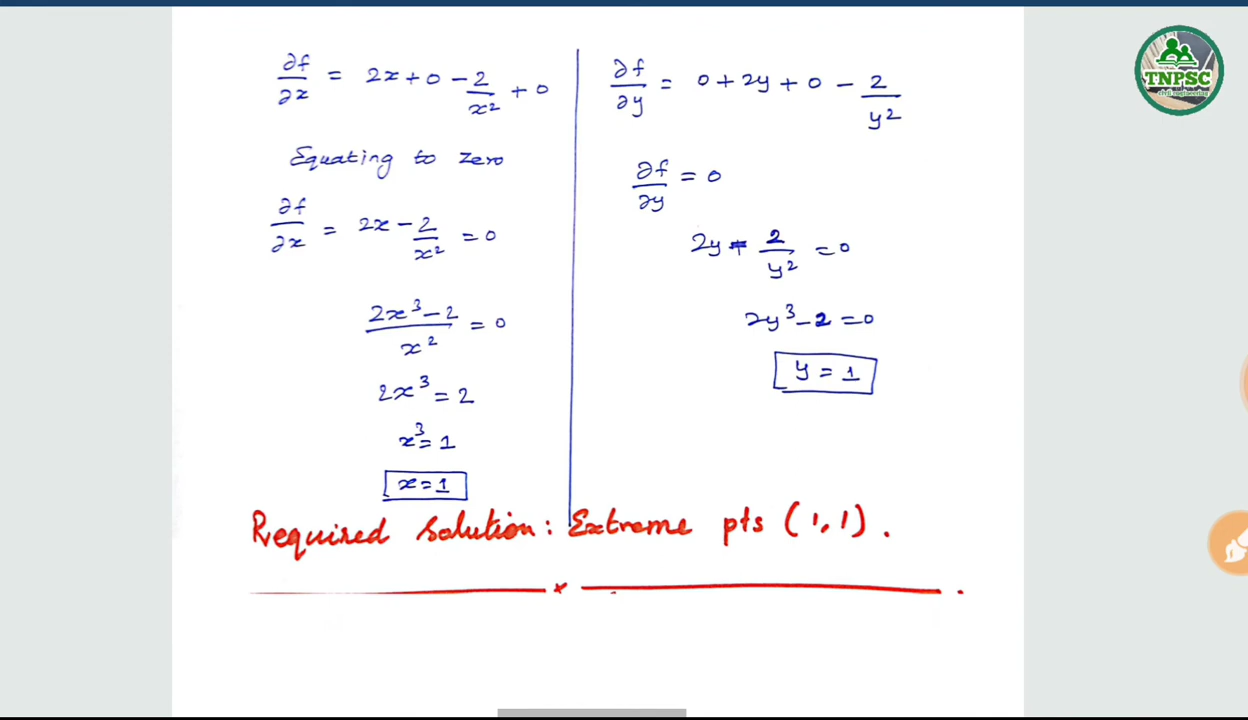 ∂f/∂x = 2x + 0 - 2/x² + 0
Equating to zero
∂f/∂x = 2x - 2/x² = 0
2x³ - 2/x² = 0
2x³ = 2
x³ = 1
x = 1
∂f/∂y = 0 + 2y + 0 - 2/y²
∂f/∂y = 0
2y - 2/y² = 0
2y³ - 2 = 0
y = 1
Required solution: Extreme pts (1,1).
TNPSC
civil engineering